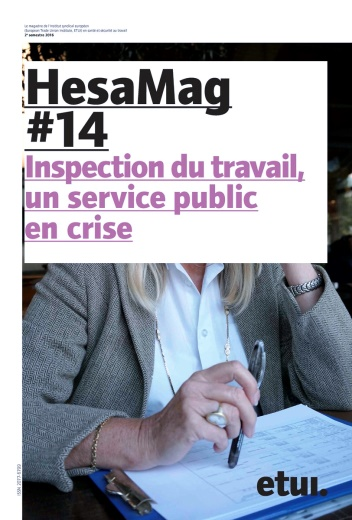 Le magazine de l'Institut syndical européen
(European Trade Union Institute, ETUI) en santé et sécurité au travail
2e semestre 2016
HesaMag
#14
Inspection du travail,
un service public
en crise
etui.